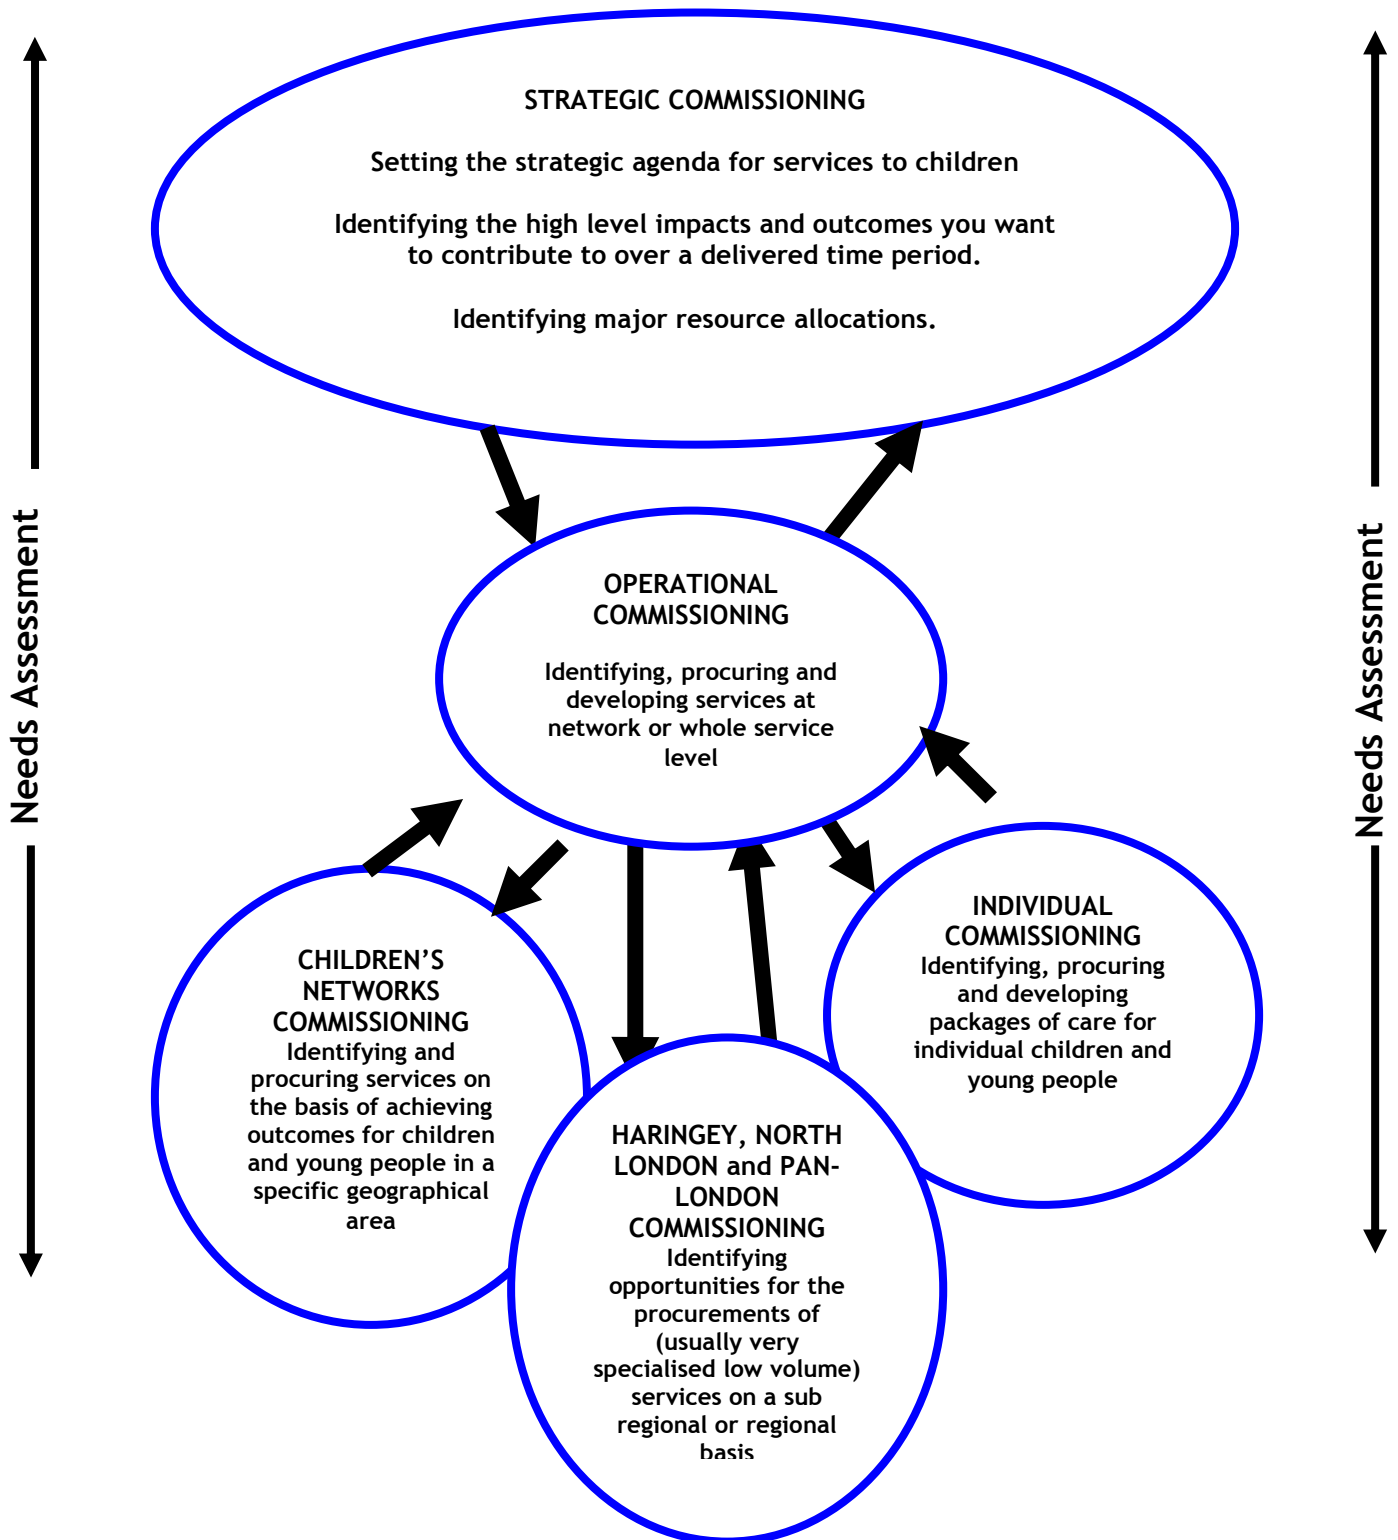 STRATEGIC COMMISSIONING
Setting the strategic agenda for services to children
Identifying the high level impacts and outcomes you want
to contribute to over a delivered time period.
Identifying major resource allocations.
Needs Assessment
Needs Assessment
OPERATIONAL
COMMISSIONING
Identifying, procuring and
developing services at
network or whole service
level
CHILDREN’S
NETWORKS
COMMISSIONING
Identifying and
procuring services on
the basis of achieving
outcomes for children
and young people in a
specific geographical
area
HARINGEY, NORTH
LONDON and PAN-
LONDON
COMMISSIONING
Identifying
opportunities for the
procurements of
(usually very
specialised low volume)
services on a sub
regional or regional
basis
INDIVIDUAL
COMMISSIONING
Identifying, procuring
and developing
packages of care for
individual children and
young people